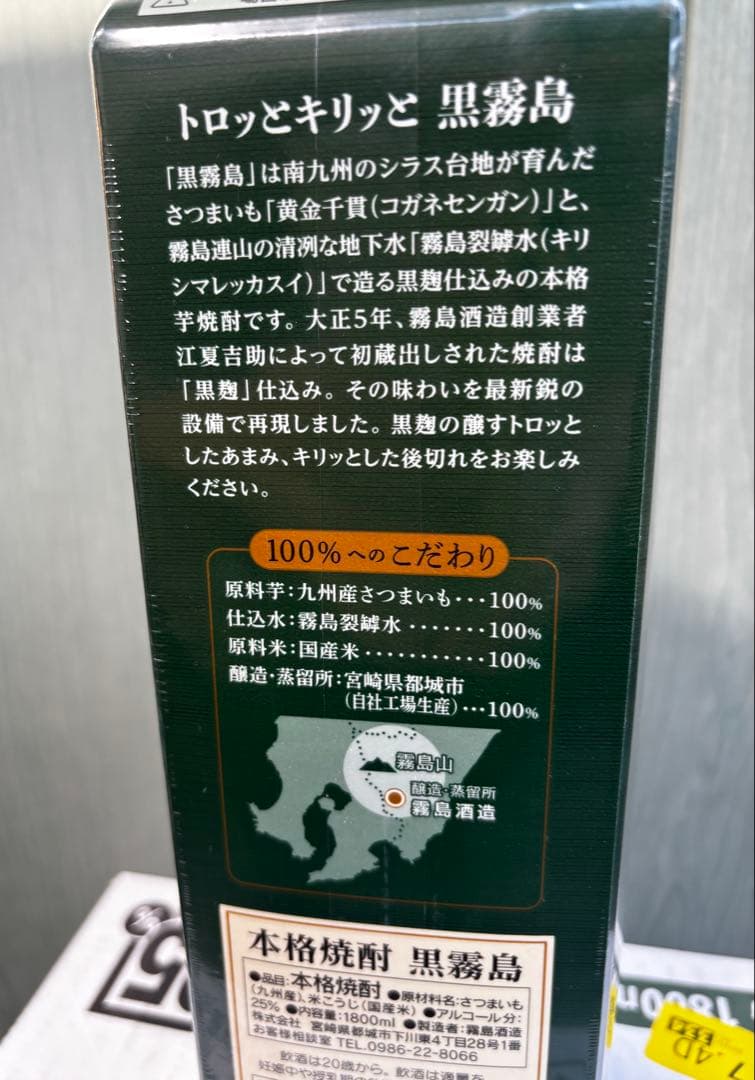 トロッとキリッと 黒霧島
「黒霧島」は南九州のシラス台地が育んだ
さつまいも「黄金千貫(コガネセンガン)」と、
霧島連山の清冽な地下水「霧島裂罅水(キリ
シマレッカスイ)」で造る黒麹仕込みの本格
芋焼酎です。大正5年、霧島酒造創業者
江夏吉助によって初蔵出しされた焼酎は
「黒麹」仕込み。その味わいを最新鋭の
設備で再現しました。黒麹の醸すトロッと
したあまみ、キリッとした後切れをお楽しみ
ください。
100%へのこだわり
原料芋:九州産さつまいも・・・100%
仕込水:霧島裂罅水・・・・・・・100%
原料米:国産米・・・・・・・・・・・100%
醸造・蒸留所:宮崎県都城市
(自社工場生産)・・・100%
霧島山
醸造・蒸留所
霧島酒造
本格焼酎 黒霧島
●品目:本格焼酎 ●原材料名:さつまいも
(九州産)、米こうじ(国産米) ●アルコール分:
25% ●内容量:1800ml ●製造者:霧島酒造
株式会社 宮崎県都城市下川東4丁目28号1番
お客様相談室 TEL.0986-22-8066
飲酒は20歳から。飲酒は適量を